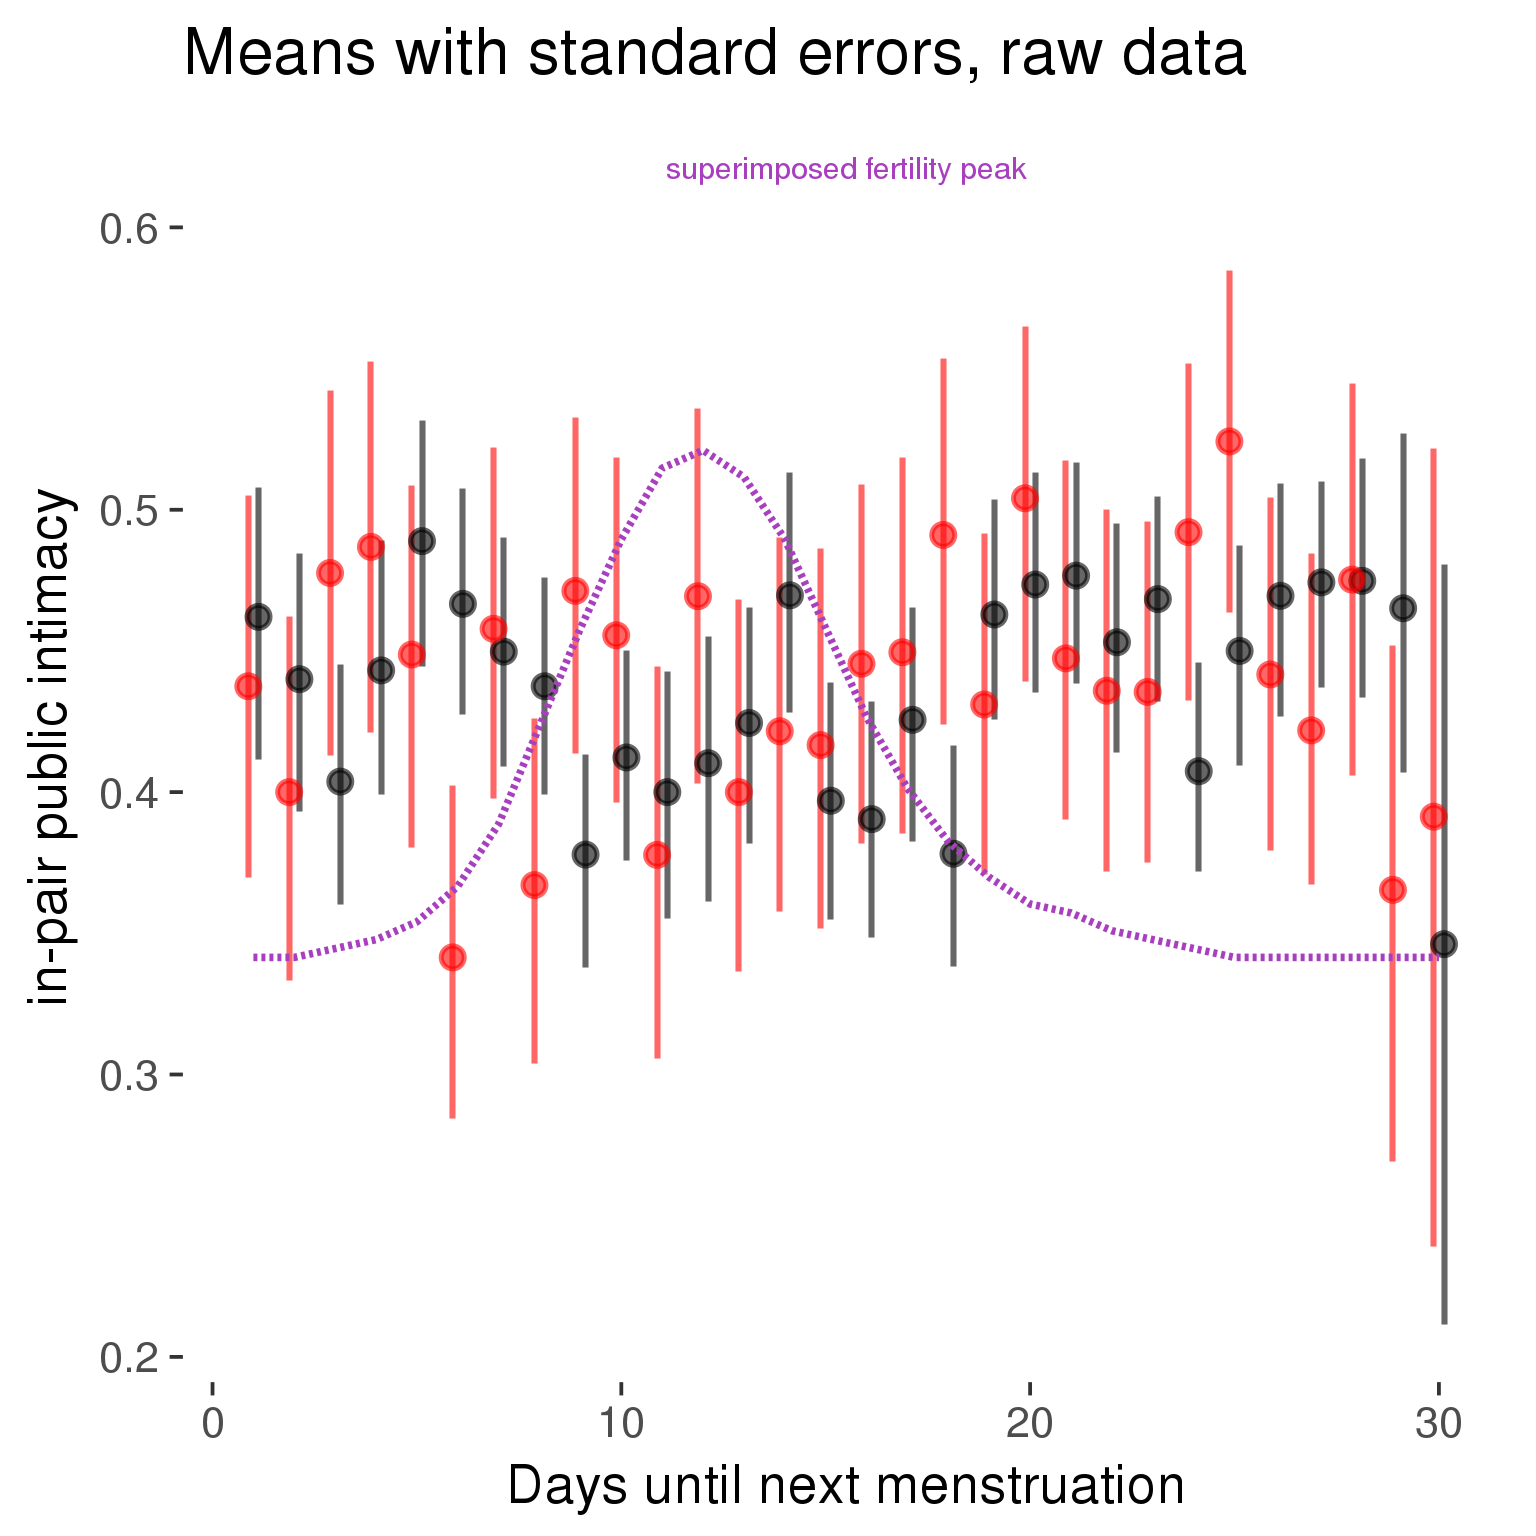 Means with standard errors, raw data
superimposed fertility peak
0.6
0.5
0.4
0.3
0.2
in-pair public intimacy
0
10
20
30
Days until next menstruation